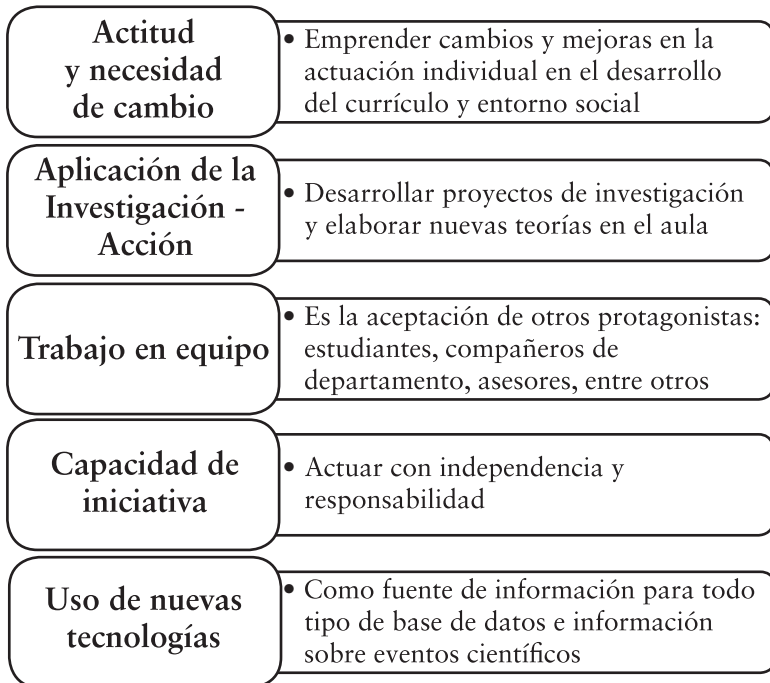 Actitud
y necesidad
de cambio
• Emprender cambios y mejoras en la
actuación individual en el desarrollo
del currículo y entorno social
Aplicación de la
Investigación -
Acción
• Desarrollar proyectos de investigación
y elaborar nuevas teorías en el aula
Trabajo en equipo
• Es la aceptación de otros protagonistas:
estudiantes, compañeros de
departamento, asesores, entre otros
Capacidad de
iniciativa
• Actuar con independencia y
responsabilidad
Uso de nuevas
tecnologías
• Como fuente de información para todo
tipo de base de datos e información
sobre eventos científicos